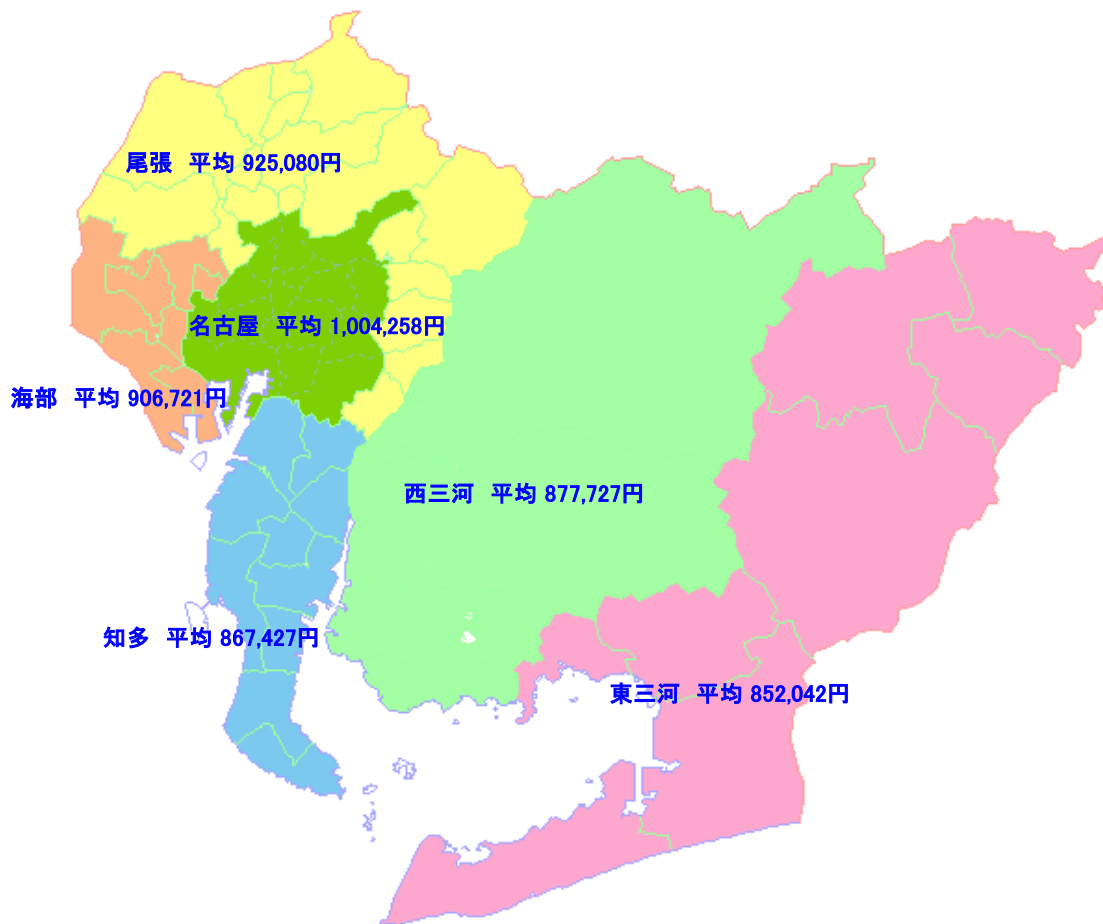 尾張　平均 925,080円
名古屋　平均 1,004,258円
海部　平均 906,721円
西三河　平均 877,727円
知多　平均 867,427円
東三河　平均 852,042円